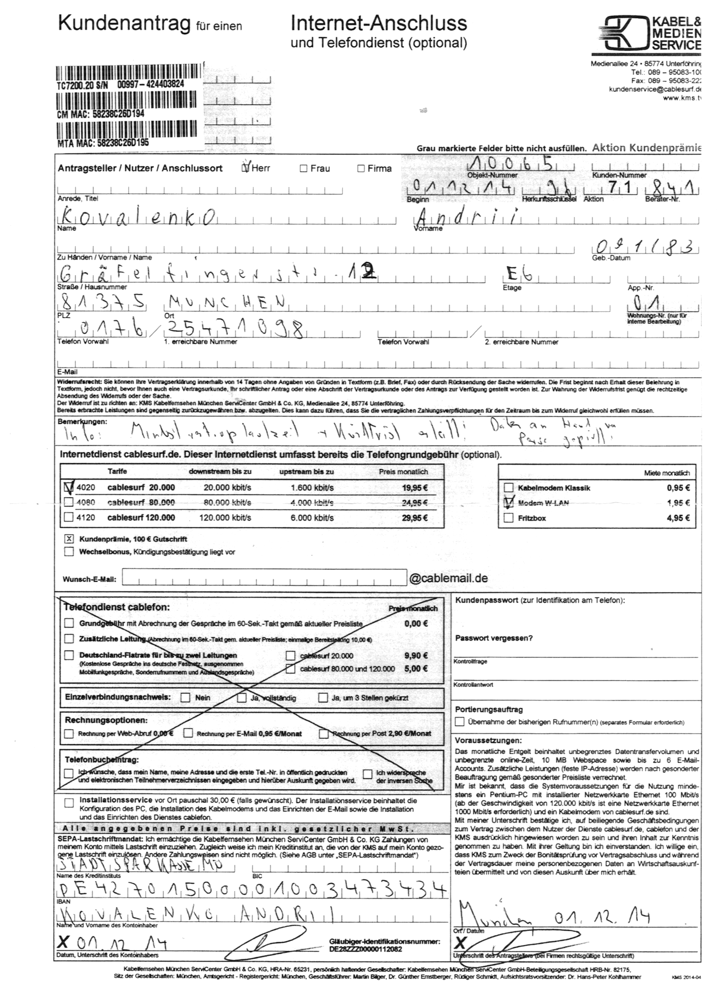 Kundenantrag für einen Internet-Anschluss
und Telefondienst (optional)
KABEL&
MEDIEN
SERVICE
Medienallee 24 • 85774 Unterföhring
Tel.: 089 – 95083-10
Fax: 089 – 95083-22
kundenservice@cablesurf.de
www.kms.t
TC7200.20 S/N 00997-424403824
CM MAC: 58238C26D194
MTA MAC: 58238C26D195
Grau markierte Felder bitte nicht ausfüllen. Aktion Kundenprämie
Antragsteller / Nutzer / Anschlussort Herr Frau Firma
10065
Objekt-Nummer Kunden-Nummer
01 12 14 96 71 841
Anrede, Titel Beginn Herkunftsschlüssel Aktion Berater-Nr.
Kovalenko Andrii
Name Vorname
Zu Händen / Vorname / Name Geb.-Datum
Gräfelfinger str. 12 EG
Straße / Hausnummer Etage App.-Nr.
81375 MUNCHEN 01
PLZ Ort Wohnungs-Nr. (nur für
interne Bearbeitung)
0176 / 25471098
Telefon Vorwahl 1. erreichbare Nummer Telefon Vorwahl 2. erreichbare Nummer
E-Mail
Widerrufsrecht: Sie können Ihre Vertragserklärung innerhalb von 14 Tagen ohne Angaben von Gründen in Textform (z.B. Brief, Fax) oder durch Rücksendung der Sache widerrufen. Die Frist beginnt nach Erhalt dieser Belehrung in
Textform, jedoch nicht, bevor Ihnen auch eine Vertragsurkunde, Ihr schriftlicher Antrag oder eine Abschrift der Vertragsurkunde oder des Antrags zur Verfügung gestellt worden ist. Zur Wahrung der Widerrufsfrist genügt die rechtzeitige
Absendung des Widerrufs oder der Sache.
Der Widerruf ist zu richten an: KMS Kabelfernsehen München ServiCenter GmbH & Co. KG, Medienallee 24, 85774 Unterföhring.
Bereits erbrachte Leistungen sind gegenseitig zurückzugewähren bzw. abzugelten. Dies kann dazu führen, dass Sie die vertraglichen Zahlungsverpflichtungen für den Zeitraum bis zum Widerruf gleichwohl erfüllen müssen.
Bemerkungen:
Info:
Internetdienst cablesurf.de. Dieser Internetdienst umfasst bereits die Telefongrundgebühr (optional).
Tarife downstream bis zu upstream bis zu Preis monatlich Miete monatlich
4020 cablesurf 20.000 20.000 kbit/s 1.600 kbit/s 19,95 € Kabelmodem Klassik 0,95 €
4080 cablesurf 80.000 80.000 kbit/s 4.000 kbit/s 24,95 € Modem W-LAN 1,95 €
4120 cablesurf 120.000 120.000 kbit/s 6.000 kbit/s 29,95 € Fritzbox 4,95 €
X Kundenprämie, 100 € Gutschrift
Wechselbonus, Kündigungsbestätigung liegt vor
Wunsch-E-Mail: @cablemail.de
Telefondienst cablefon: Preis monatlich
Grundgebühr mit Abrechnung der Gespräche im 60-Sek.-Takt gemäß aktueller Preisliste 0,00 €
Zusätzliche Leitung (Abrechnung im 60-Sek.-Takt gem. aktueller Preisliste; einmalige Bereitstellung 10,00 €)
Deutschland-Flatrate für bis zu zwei Leitungen cablesurf 20.000 9,90 €
(Kostenlose Gespräche ins deutsche Festnetz, ausgenommen
Mobilfunkgespräche, Sonderrufnummern und Auslandsgespräche) cablesurf 80.000 und 120.000 5,00 €
Einzelverbindungsnachweis: Nein Ja, vollständig Ja, um 3 Stellen gekürzt
Rechnungsoptionen:
Rechnung per Web-Abruf 0,00 € Rechnung per E-Mail 0,95 €/Monat Rechnung per Post 2,90 €/Monat
Telefonbucheintrag:
Ich wünsche, dass mein Name, meine Adresse und die erste Tel.-Nr. in öffentlich gedruckten
und elektronischen Teilnehmerverzeichnissen eingegeben und hierüber Auskunft gegeben wird.
Ich widerspreche
der inversen Suche
Installationsservice vor Ort pauschal 30,00 € (falls gewünscht). Der Installationsservice beinhaltet die
Konfiguration des PC, die Installation des Kabelmodems und das Einrichten der E-Mail sowie die Installation
und das Einrichten des Dienstes cablefon.
Alle angegebenen Preise sind inkl. gesetzlicher MwSt.
SEPA-Lastschriftmandat: Ich ermächtige die Kabelfernsehen München ServiCenter GmbH & Co. KG Zahlungen von
meinem Konto mittels Lastschrift einzuziehen. Zugleich weise ich mein Kreditinstitut an, die von der KMS auf mein Konto gezo-
gene Lastschrift einzulösen. Andere Zahlungsweisen sind nicht möglich. (Siehe AGB unter „SEPA-Lastschriftmandat“)
STADTSPARKASSE MÜ
Name des Kreditinstituts BIC
DE42701500001003473434
IBAN
KOVALENKO ANDRII
Name und Vorname des Kontoinhaber
X 01.12 14
Datum, Unterschrift des Kontoinhabers
Gläubiger-Identifikationsnummer:
DE28ZZZ00000112082
Kundenpasswort (zur Identifikation am Telefon):
Passwort vergessen?
Kontrollfrage
Kontrollantwort
Portierungsauftrag
Übernahme der bisherigen Rufnummer(n) (separates Formular erforderlich)
Voraussetzungen:
Das monatliche Entgelt beinhaltet unbegrenztes Datentransfervolumen und
unbegrenzte online-Zeit, 10 MB Webspace sowie bis zu 6 E-Mail-
Accounts. Zusätzliche Leistungen (feste IP-Adresse) werden nach gesonderter
Beauftragung gemäß gesonderter Preisliste verrechnet.
Mir ist bekannt, dass die Systemvoraussetzungen für die Nutzung minde-
stens ein Pentium-PC mit installierter Netzwerkkarte Ethernet 100 Mbit/s
(ab der Geschwindigkeit von 120.000 kbit/s ist eine Netzwerkkarte Ethernet
1000 Mbit/s erforderlich) und ein Kabelmodem von cablesurf.de sind.
Mit meiner Unterschrift bestätige ich, auf beiliegende Geschäftsbedingungen
zum Vertrag zwischen dem Nutzer der Dienste cablesurf.de, cablefon und der
KMS ausdrücklich hingewiesen worden zu sein und ihren Inhalt zur Kenntnis
genommen zu haben. Mit ihrer Geltung bin ich einverstanden. Ich willige ein,
dass KMS zum Zweck der Bonitätsprüfung vor Vertragsabschluss und während
der Vertragsdauer meine personenbezogenen Daten an Wirtschaftsauskunf-
teien übermittelt und von diesen Auskunft über mich erhält.
München 01.12.14
Ort / Datum
X
Unterschrift des Antragstellers (bei Firmen rechtsgültige Unterschrift)
Kabelfernsehen München ServiCenter GmbH & Co. KG, HRA-Nr. 65231, persönlich haftender Gesellschafter: Kabelfernsehen München ServiCenter GmbH-Beteiligungsgesellschaft HRB-Nr. 82175,
Sitz der Gesellschaften: München, Amtsgericht - Registergericht: München, Geschäftsführer: Martin Bilger, Dr. Günther Ernstberger, Rüdiger Schmidt, Aufsichtsratsvorsitzender: Dr. Hans-Peter Kohlhammer
KMS 2014-04